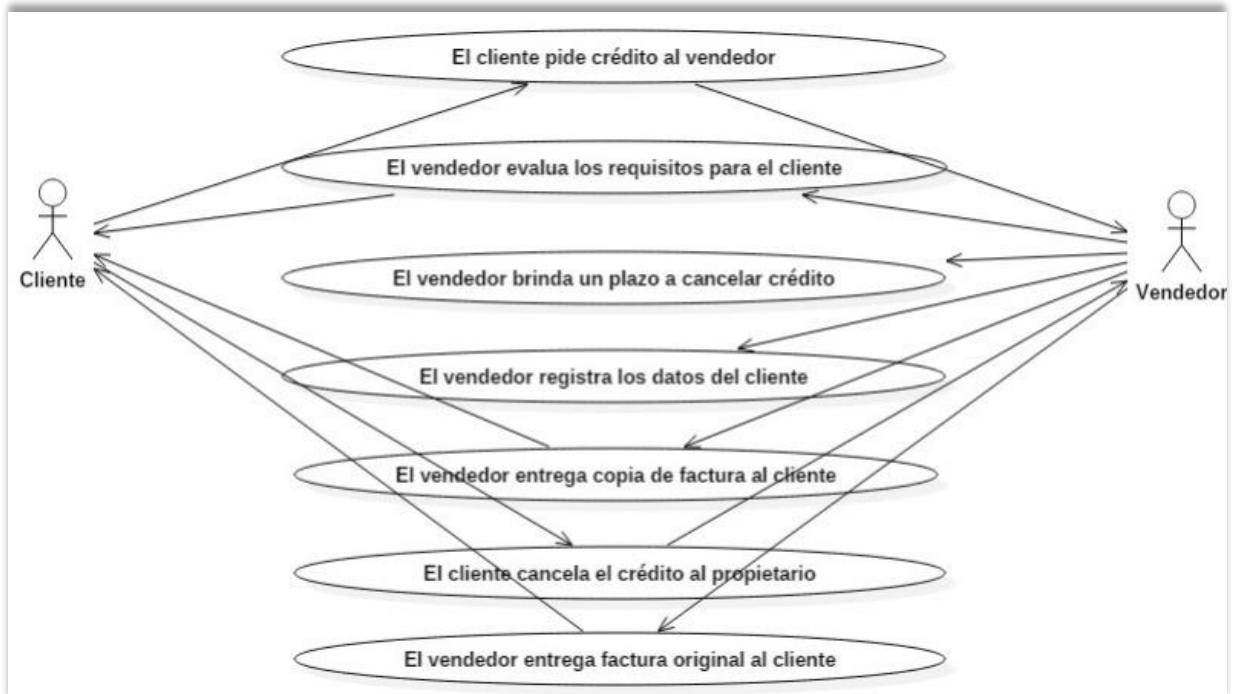 El cliente pide crédito al vendedor
El vendedor evalua los requisitos para el cliente
Cliente
El vendedor brinda un plazo a cancelar crédito
Vendedor
El vendedor registra los datos del cliente
El vendedor entrega copia de factura al cliente
El cliente cancela el crédito al propietario
El vendedor entrega factura original al cliente